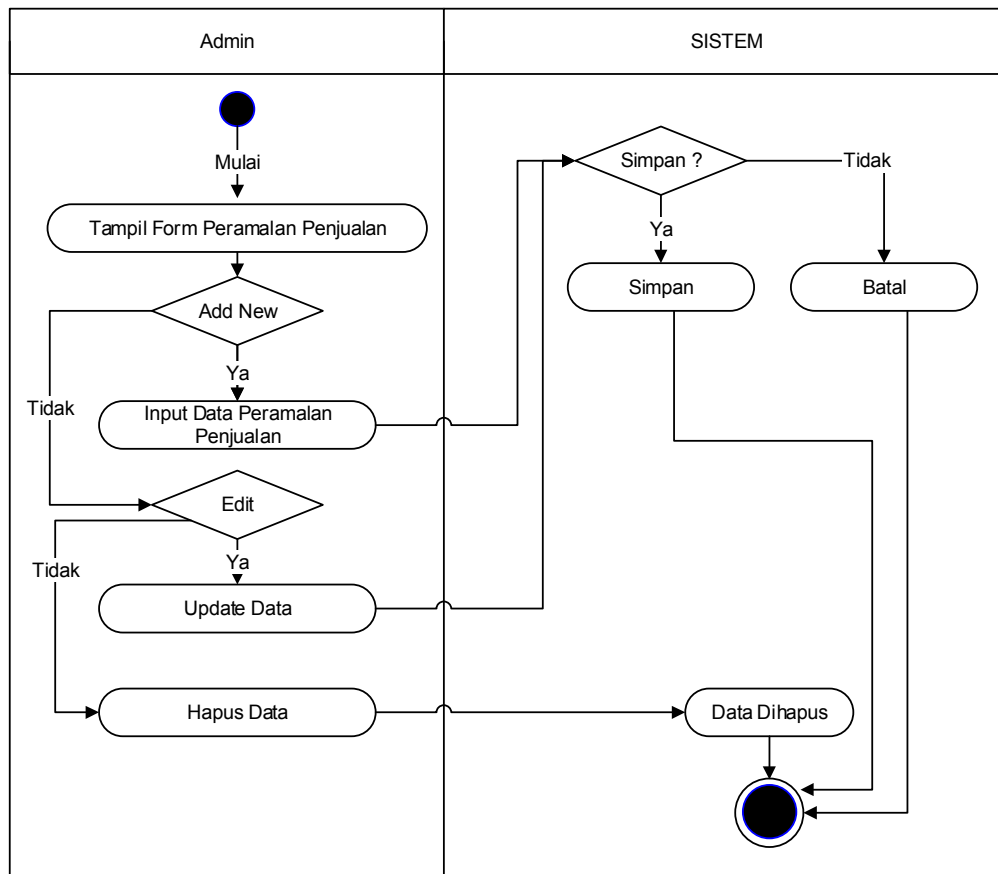 Admin
SISTEM
Mulai
Tampil Form Peramalan Penjualan
Add New
Ya
Tidak
Input Data Peramalan
Penjualan
Edit
Ya
Tidak
Update Data
Hapus Data
Simpan ?
Tidak
Ya
Simpan
Batal
Data Dihapus